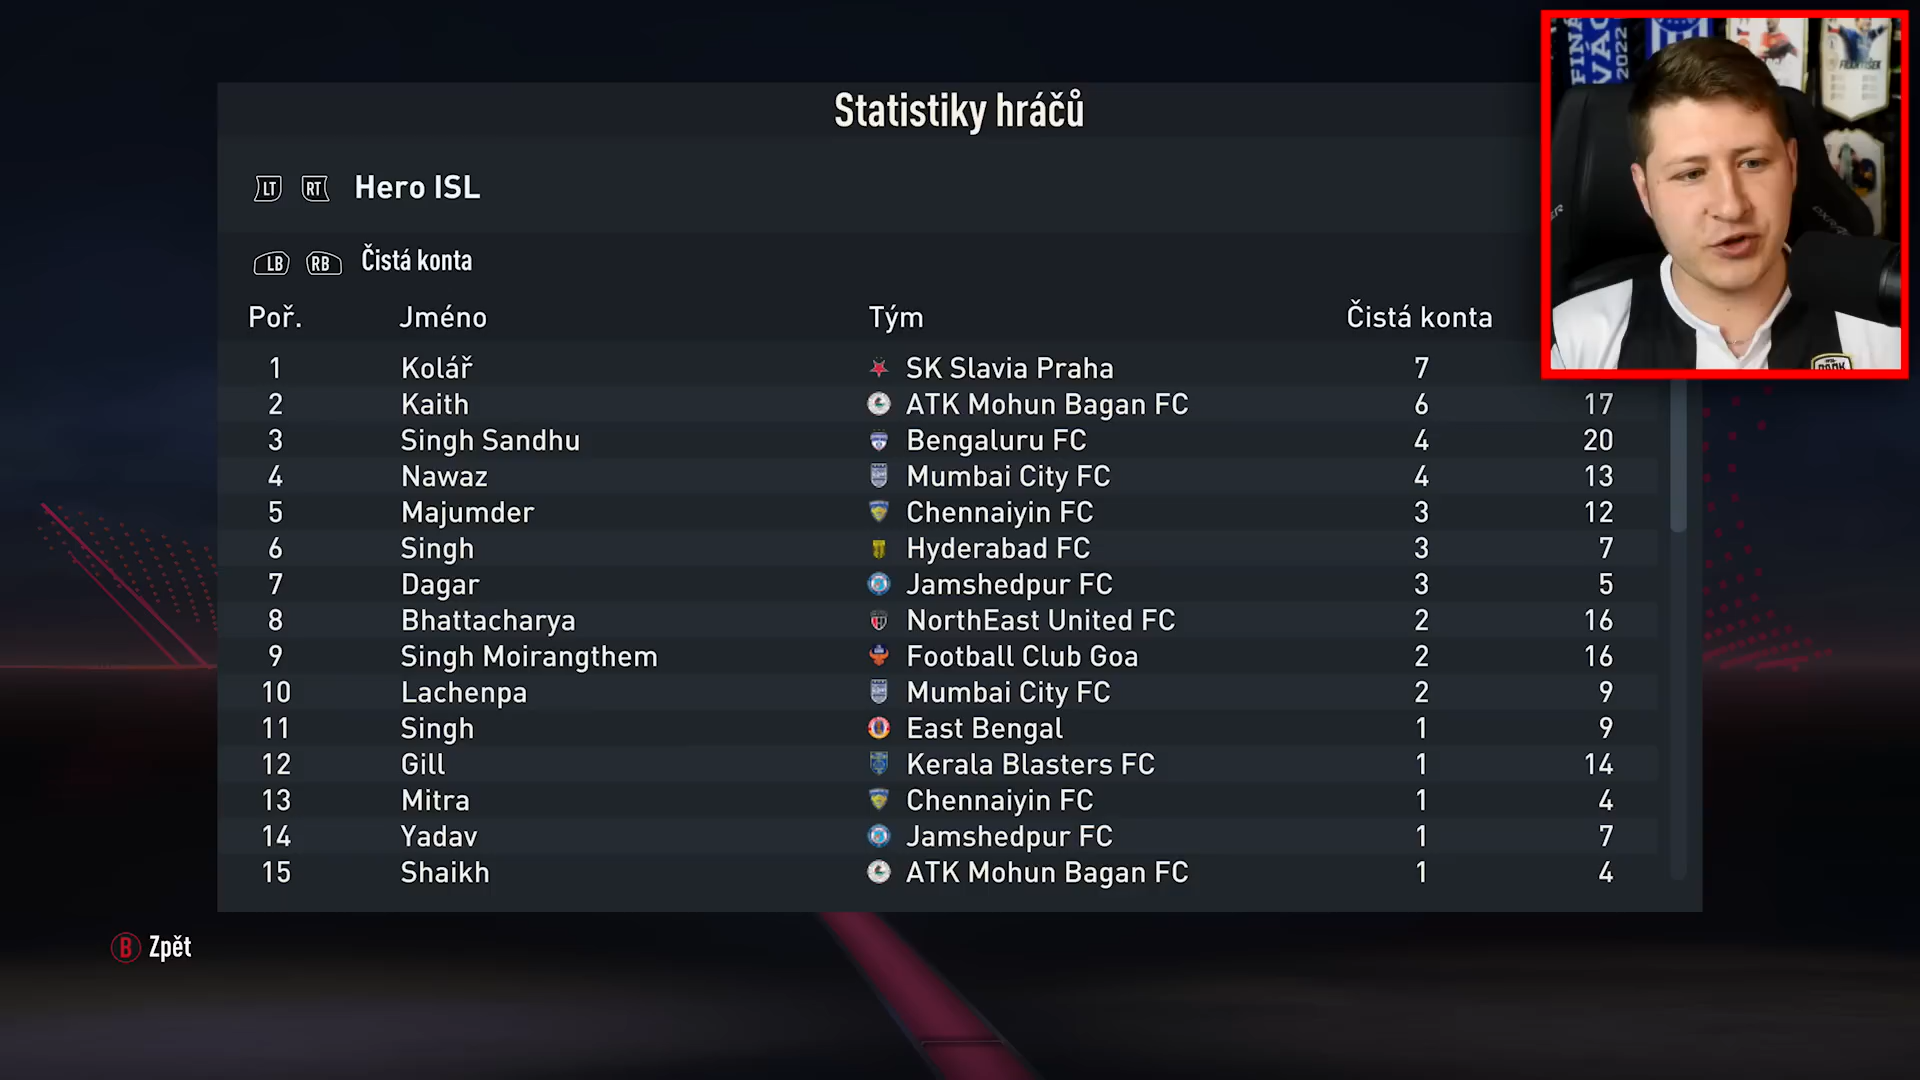 Statistiky hráčů
LT RT Hero ISL
LB RB Čistá konta
Poř. Jméno Tým Čistá konta
1 Kolář SK Slavia Praha 7
2 Kaith ATK Mohun Bagan FC 6 17
3 Singh Sandhu Bengaluru FC 4 20
4 Nawaz Mumbai City FC 4 13
5 Majumder Chennaiyin FC 3 12
6 Singh Hyderabad FC 3 7
7 Dagar Jamshedpur FC 3 5
8 Bhattacharya NorthEast United FC 2 16
9 Singh Moirangthem Football Club Goa 2 16
10 Lachenpa Mumbai City FC 2 9
11 Singh East Bengal 1 9
12 Gill Kerala Blasters FC 1 14
13 Mitra Chennaiyin FC 1 4
14 Yadav Jamshedpur FC 1 7
15 Shaikh ATK Mohun Bagan FC 1 4
B Zpět
2022